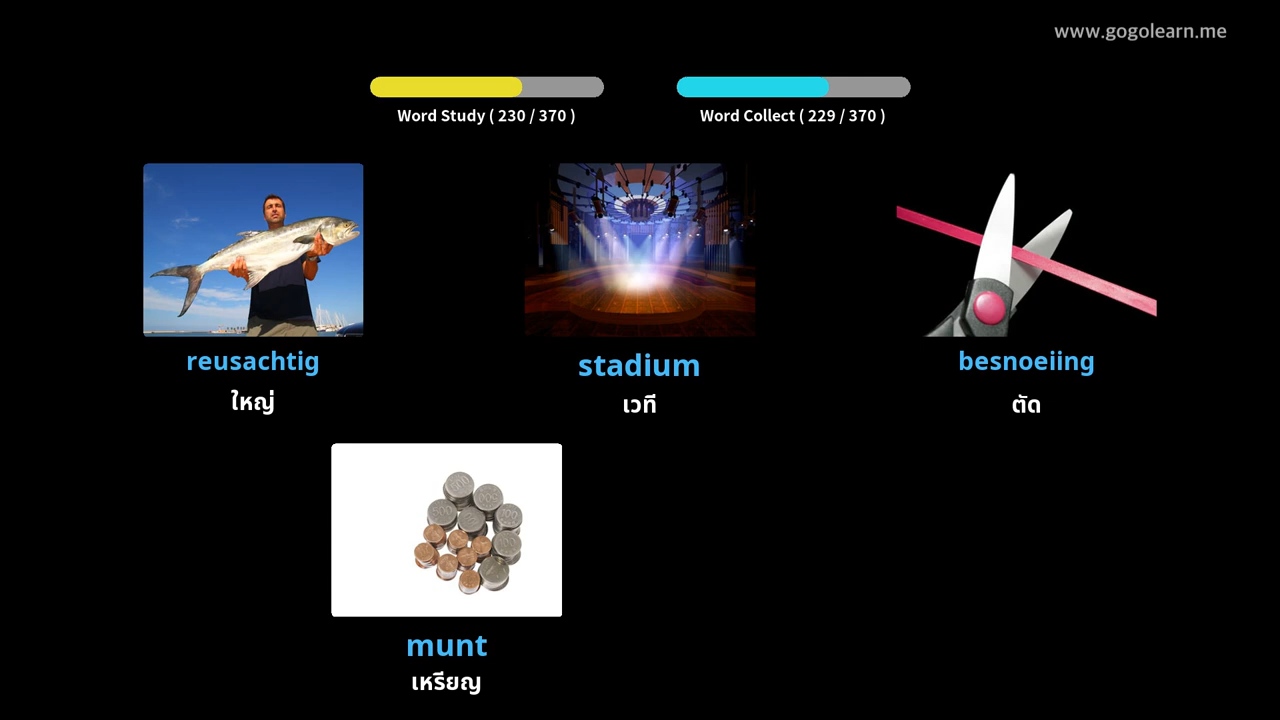 www.gogolearn.me
Word Study ( 230 / 370 )
Word Collect ( 229 / 370 )
reusachtig
ใหญ่
stadium
เวที
besnoeiing
ตัด
munt
เหรียญ